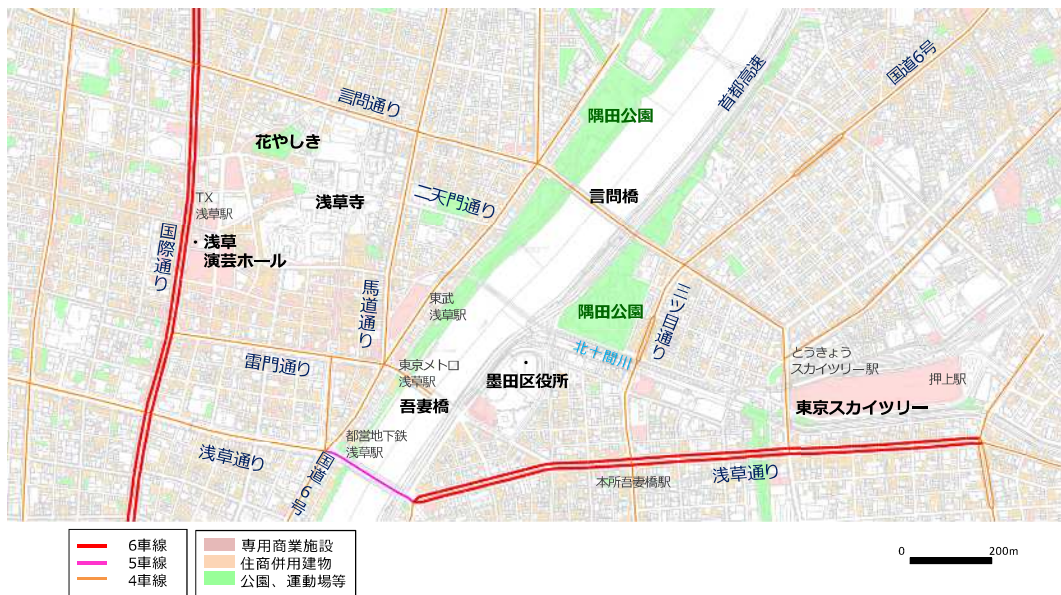 言問通り
首都高速
国道6号
隅田公園
花やしき
言問橋
浅草寺
二天門通り
TX
浅草駅
・浅草
演芸ホール
国際通り
馬道通り
東武
浅草駅
隅田公園
三ツ目通り
北十間川
雷門通り
東京メトロ
浅草駅
墨田区役所
とうきょう
スカイツリー駅
押上駅
吾妻橋
東京スカイツリー
都営地下鉄
浅草駅
浅草通り
国道6号
本所吾妻橋駅
浅草通り
6車線
5車線
4車線
専用商業施設
住商併用建物
公園、運動場等
0 200m